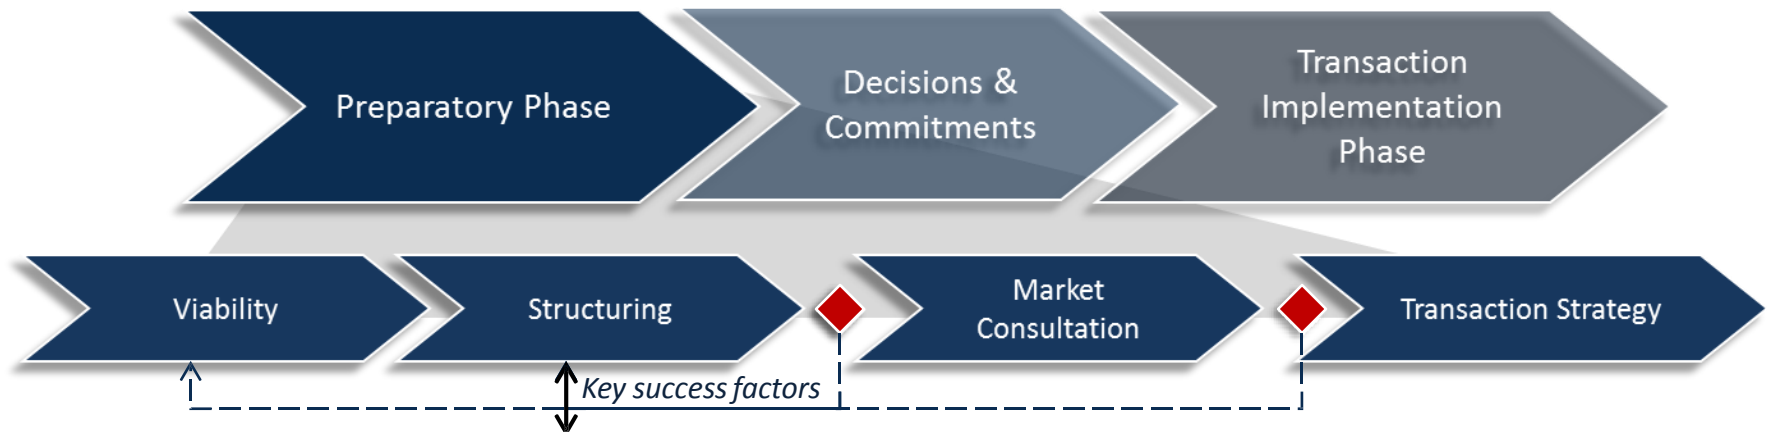 Preparatory Phase
Decisions &
Commitments
Transaction
Implementation
Phase
Viability
Structuring
Market
Consultation
Transaction Strategy
Key success factors